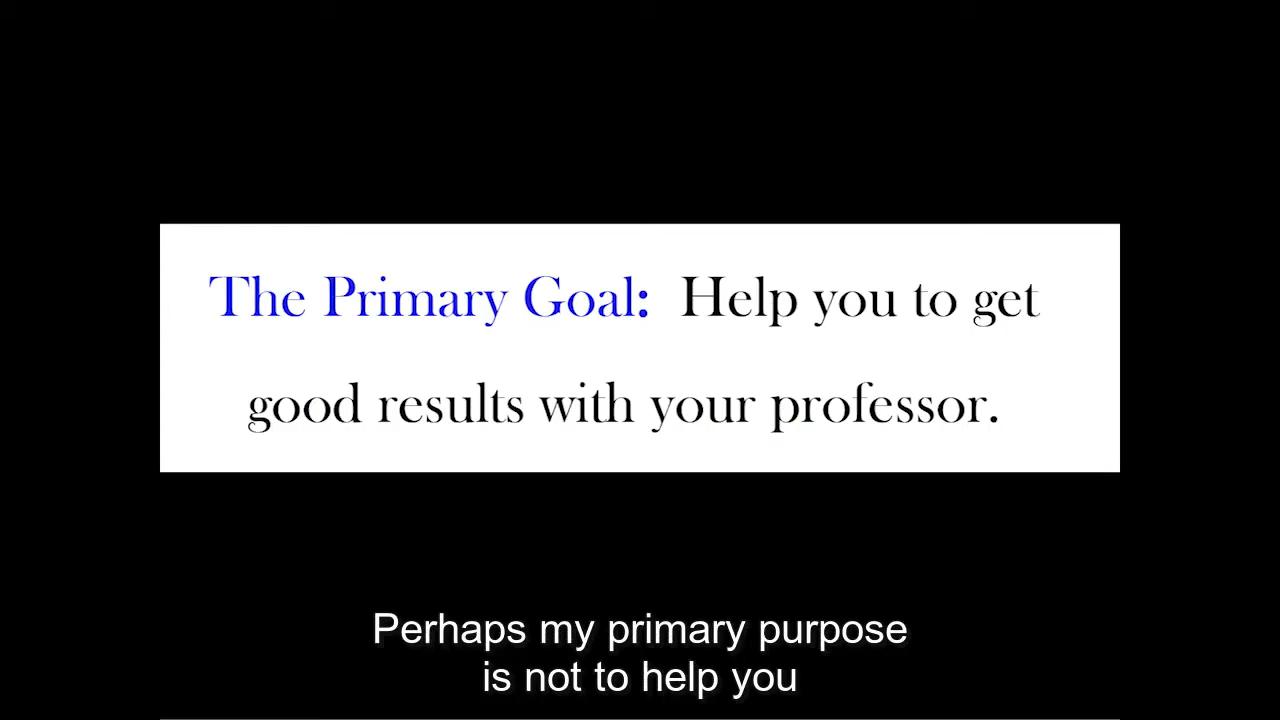 The Primary Goal: Help you to get
good results with your professor.
Perhaps my primary purpose
is not to help you